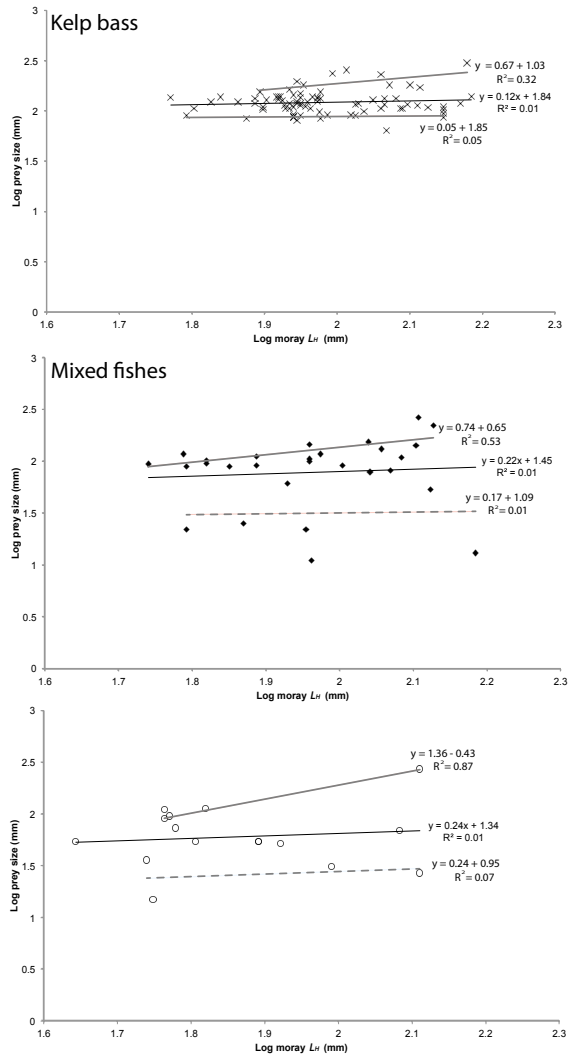 Kelp bass
3
2.5
2
1.5
1
0.5
0
Log prey size (mm)
y = 0.67 + 1.03
R² = 0.32
y = 0.12x + 1.84
R² = 0.01
y = 0.05 + 1.85
R² = 0.05
1.6 1.7 1.8 1.9 2 2.1 2.2 2.3
Log moray LH (mm)
Mixed fishes
3
2.5
2
1.5
1
0.5
0
Log prey size (mm)
y = 0.74 + 0.65
R² = 0.53
y = 0.22x + 1.45
R² = 0.01
y = 0.17 + 1.09
R² = 0.01
1.6 1.7 1.8 1.9 2 2.1 2.2 2.3
Log moray LH (mm)
3
2.5
2
1.5
1
0.5
0
Log prey size (mm)
y = 1.36 - 0.43
R² = 0.87
y = 0.24x + 1.34
R² = 0.01
y = 0.24 + 0.95
R² = 0.07
1.6 1.7 1.8 1.9 2 2.1 2.2 2.3
Log moray LH (mm)